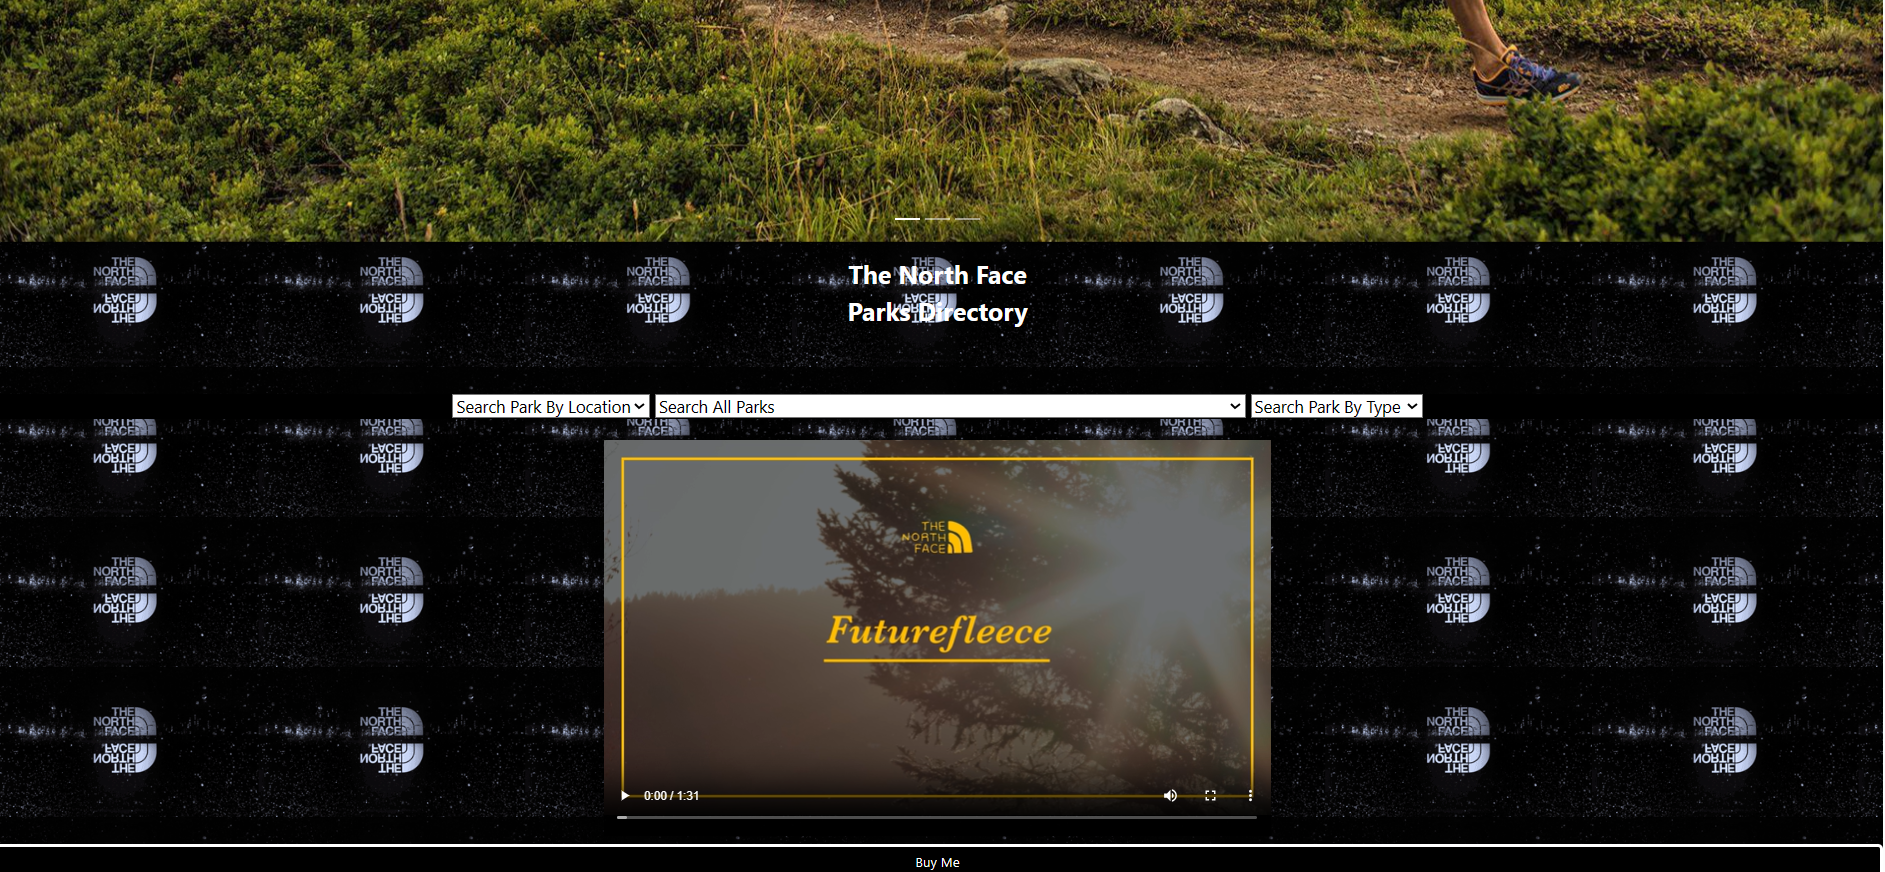 The North Face
Parks Directory
Search Park By Location
Search All Parks
Search Park By Type
THE
NORTH
FACE
Futurefleece
0:00 / 1:31
Buy Me